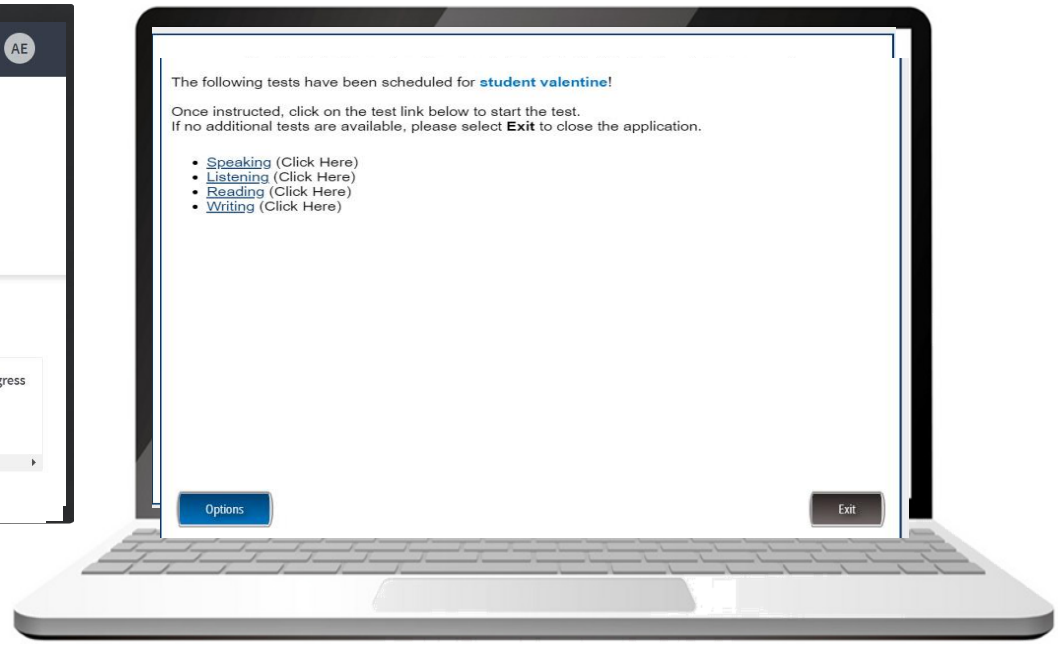 AE
gress
The following tests have been scheduled for student valentine!
Once instructed, click on the test link below to start the test.
If no additional tests are available, please select Exit to close the application.
• Speaking (Click Here)
• Listening (Click Here)
• Reading (Click Here)
• Writing (Click Here)
Options
Exit